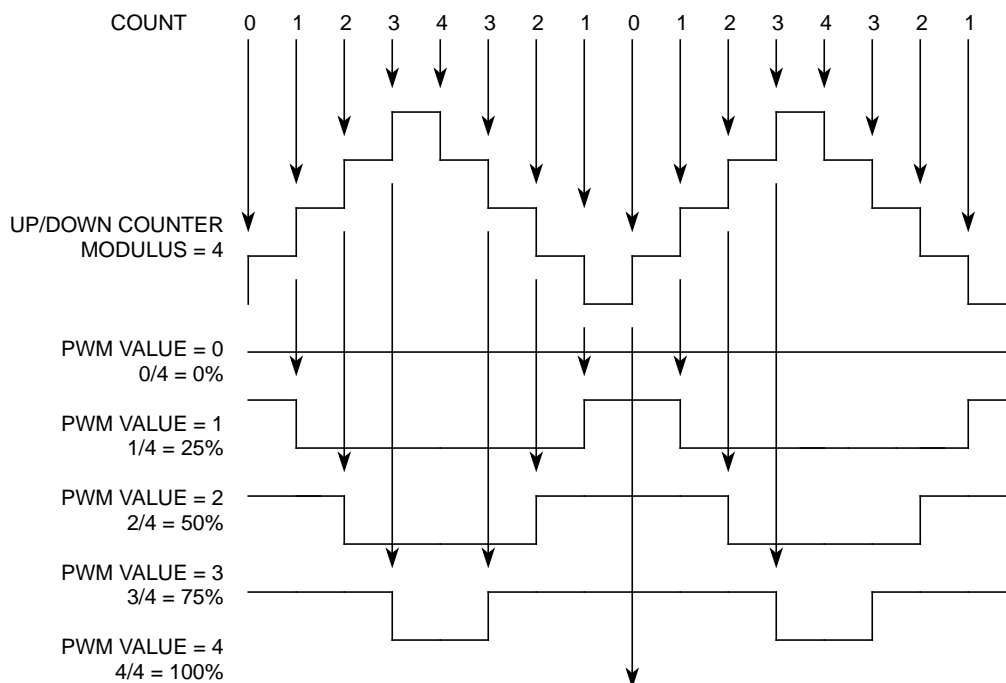 COUNT 0 1 2 3 4 3 2 1 0 1 2 3 4 3 2 1
UP/DOWN COUNTER
MODULUS = 4
PWM VALUE = 0
0/4 = 0%
PWM VALUE = 1
1/4 = 25%
PWM VALUE = 2
2/4 = 50%
PWM VALUE = 3
3/4 = 75%
PWM VALUE = 4
4/4 = 100%